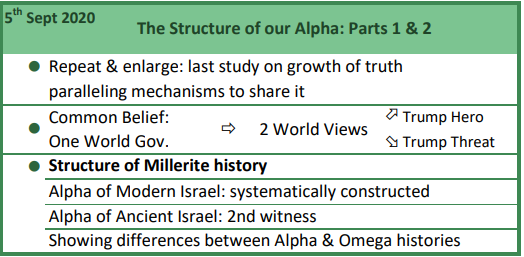 5th Sept 2020
The Structure of our Alpha: Parts 1 & 2
● Repeat & enlarge: last study on growth of truth
paralleling mechanisms to share it
● Common Belief:
One World Gov.
⇨ 2 World Views
⬀ Trump Hero
⬂ Trump Threat
● Structure of Millerite history
Alpha of Modern Israel: systematically constructed
Alpha of Ancient Israel: 2nd witness
Showing differences between Alpha & Omega histories